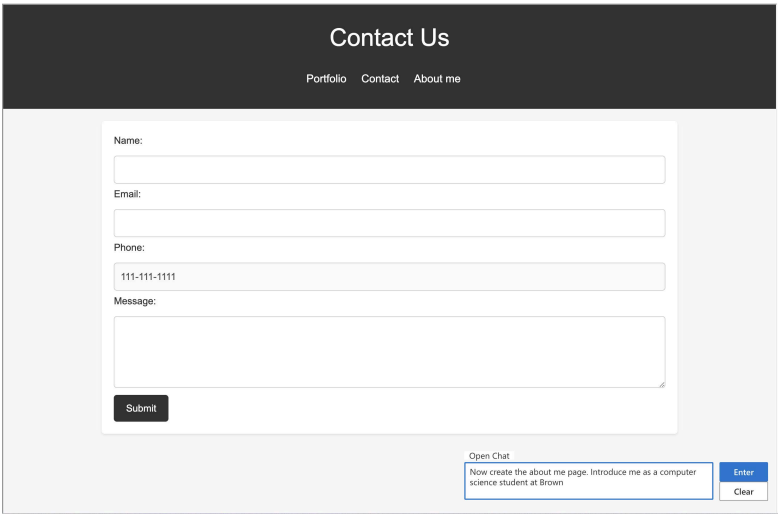 Contact Us
Portfolio Contact About me
Name:
Email:
Phone:
111-111-1111
Message:
Submit
Open Chat
Now create the about me page. Introduce me as a computer
science student at Brown
Enter
Clear